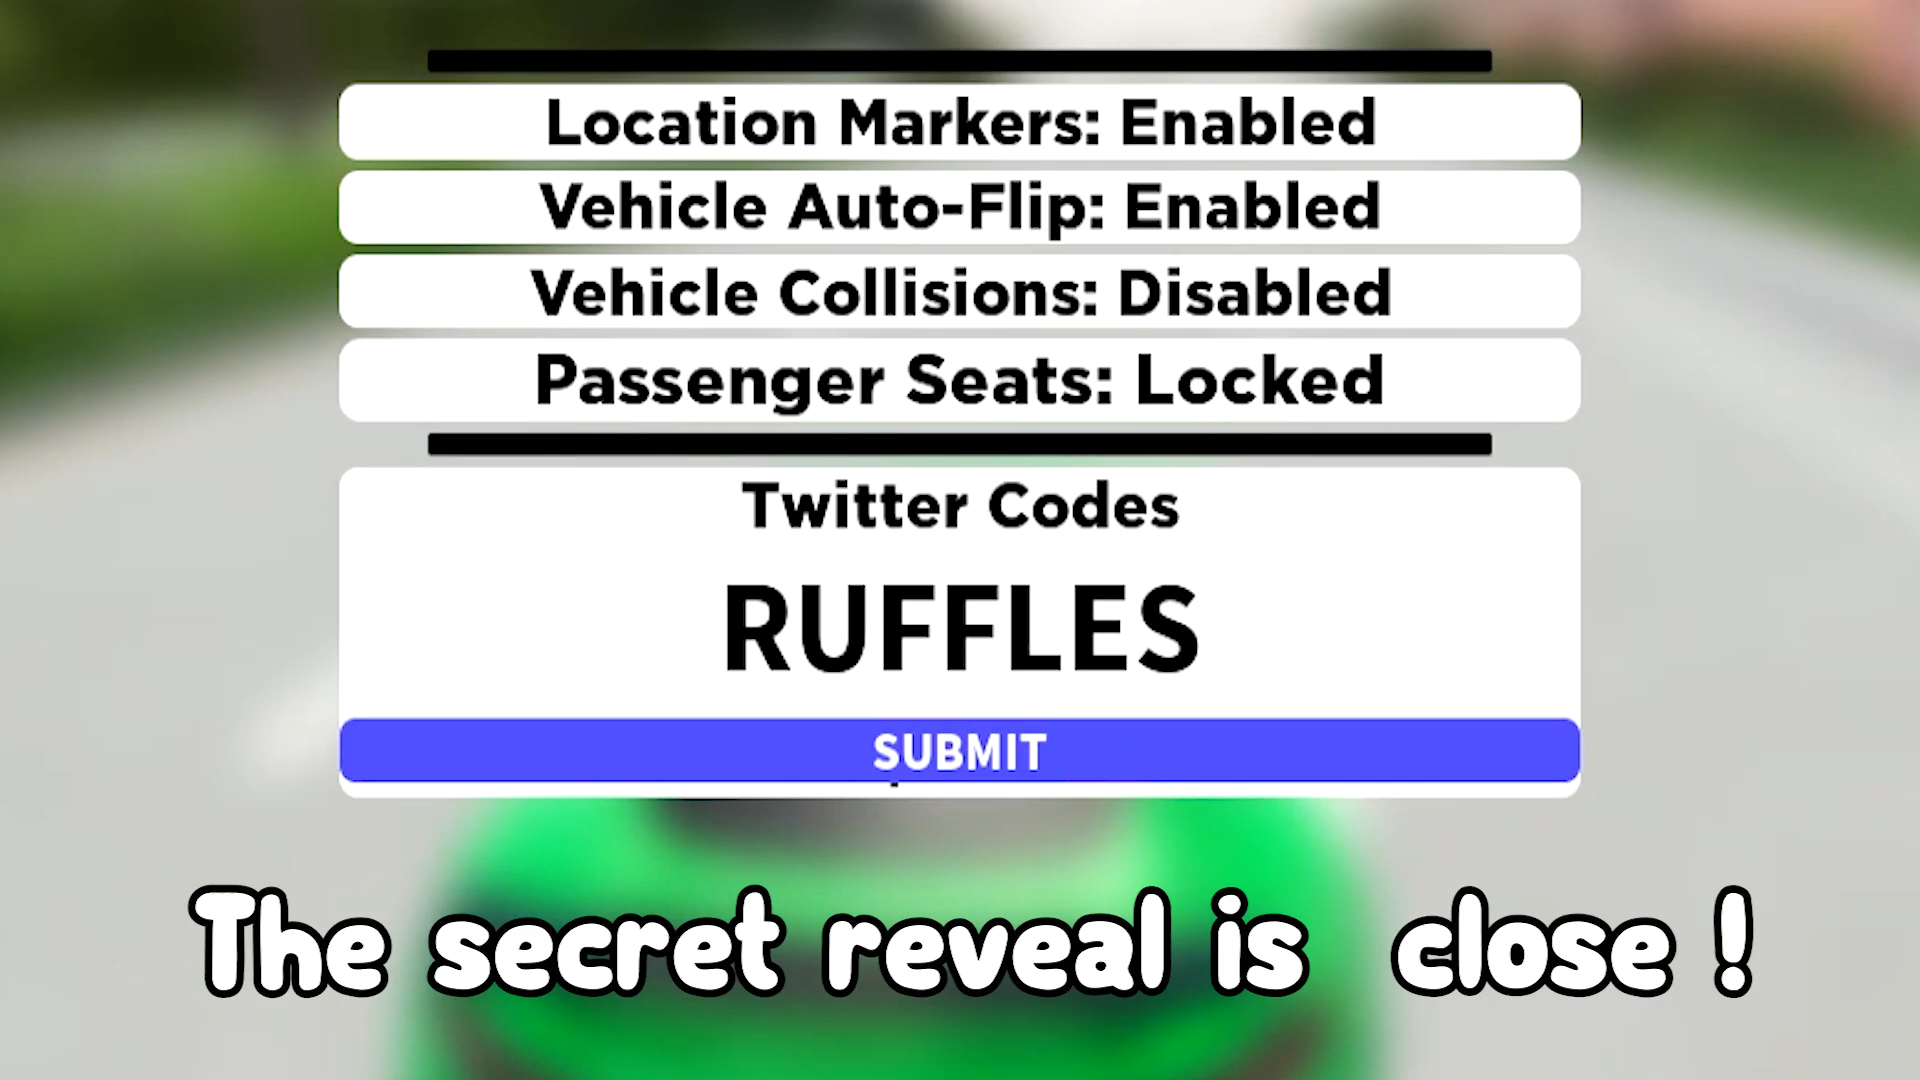 Location Markers: Enabled
Vehicle Auto-Flip: Enabled
Vehicle Collisions: Disabled
Passenger Seats: Locked
Twitter Codes
RUFFLES
SUBMIT
The secret reveal is close !